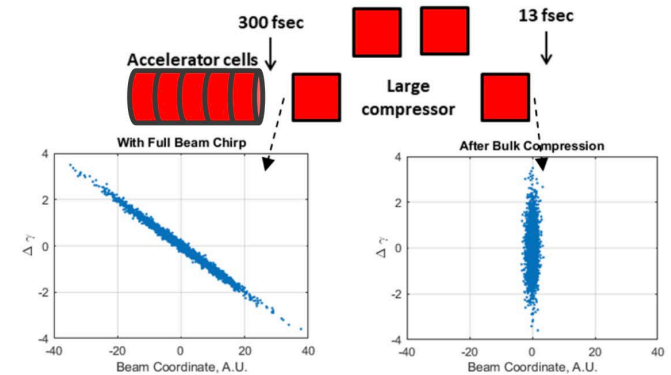 300 fsec
13 fsec
Accelerator cells
Large
compressor
With Full Beam Chirp
4
2
0
-2
-4
Δ γ
-40
-20
0
20
40
Beam Coordinate, A.U.
After Bulk Compression
4
2
0
-2
-4
Δ γ
-40
-20
0
20
40
Beam Coordinate, A.U.